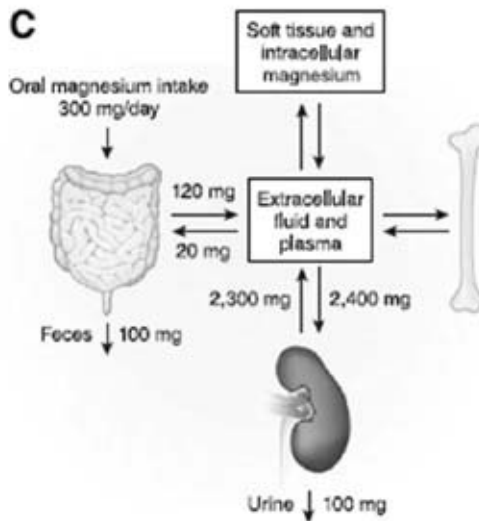 C
Soft tissue and
intracellular
magnesium
Oral magnesium intake
300 mg/day
120 mg
20 mg
Extracellular
fluid and
plasma
2,300 mg
2,400 mg
Feces
100 mg
Urine
100 mg